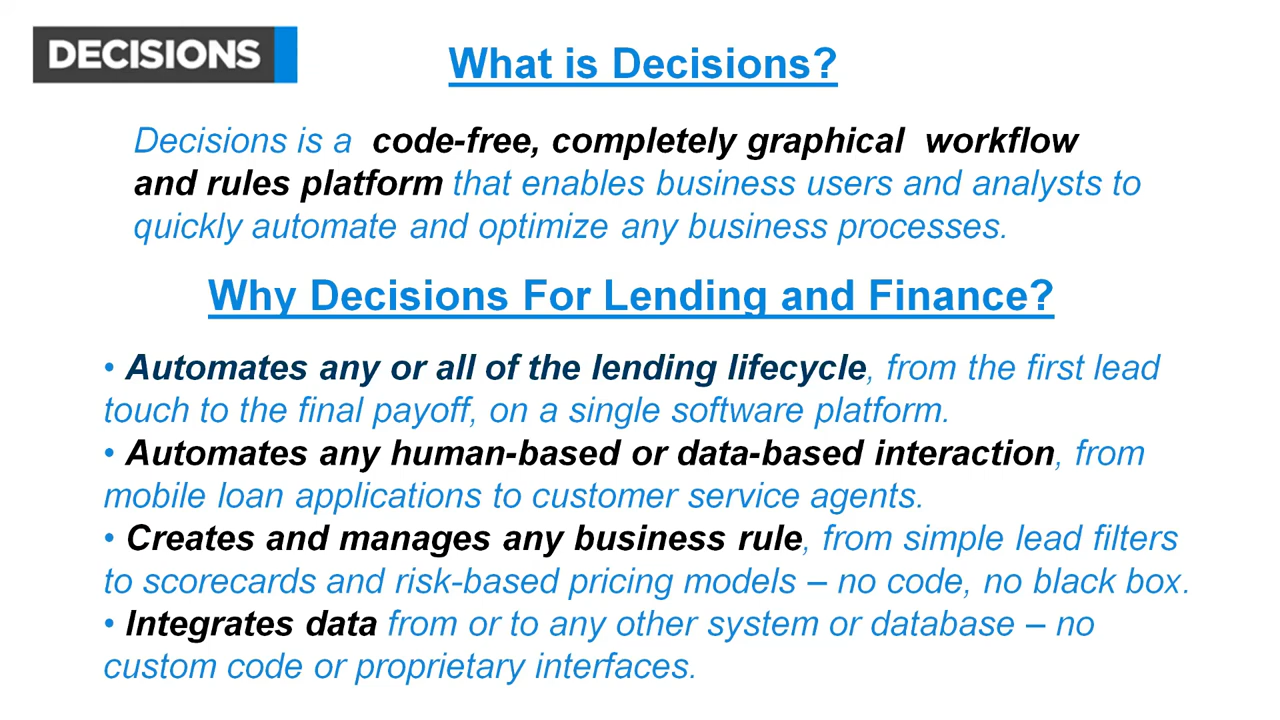 DECISIONS
What is Decisions?
Decisions is a code-free, completely graphical workflow
and rules platform that enables business users and analysts to
quickly automate and optimize any business processes.
Why Decisions For Lending and Finance?
• Automates any or all of the lending lifecycle, from the first lead
touch to the final payoff, on a single software platform.
• Automates any human-based or data-based interaction, from
mobile loan applications to customer service agents.
• Creates and manages any business rule, from simple lead filters
to scorecards and risk-based pricing models – no code, no black box.
• Integrates data from or to any other system or database – no
custom code or proprietary interfaces.